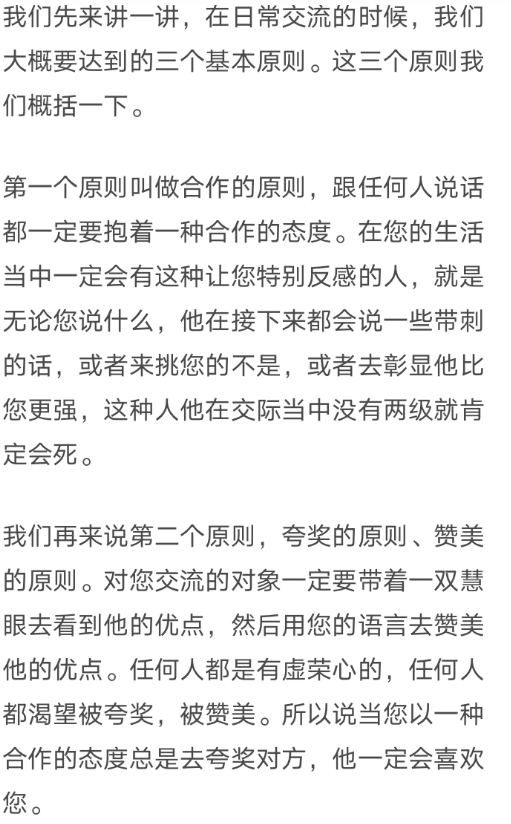 我们先来讲一讲，在日常交流的时候，我们
大概要达到的三个基本原则。这三个原则我
们概括一下。
第一个原则叫做合作的原则，跟任何人说话
都一定要抱着一种合作的态度。在您的生活
当中一定会有这种让您特别反感的人，就是
无论您说什么，他在接下来都会说一些带刺
的话，或者来挑您的不是，或者去彰显他比
您更强，这种人他在交际当中没有两级就肯
定会死。
我们再来说第二个原则，夸奖的原则、赞美
的原则。对您交流的对象一定要带着一双慧
眼去看到他的优点，然后用您的语言去赞美
他的优点。任何人都是有虚荣心的，任何人
都渴望被夸奖，被赞美。所以说当您以一种
合作的态度总是去夸奖对方，他一定会喜欢
您。